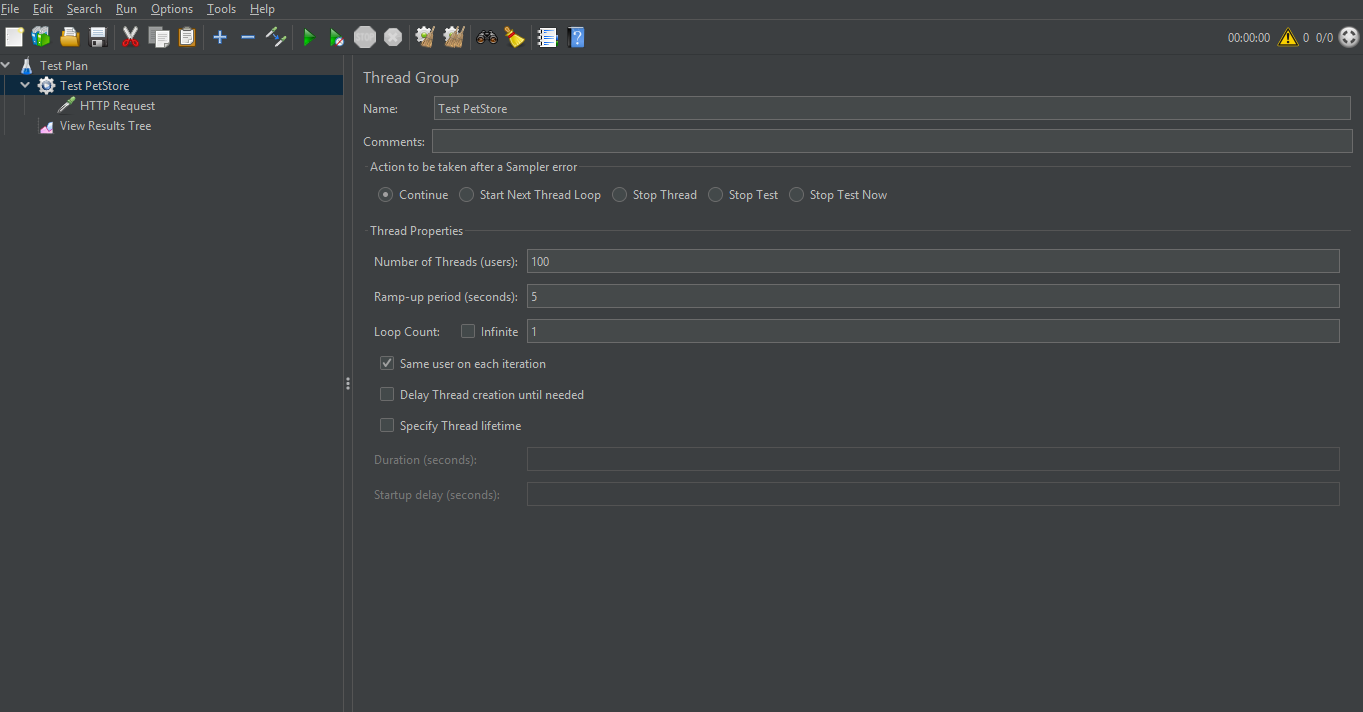 File Edit Search Run Options Tools Help
00:00:00 0 0/0
Test Plan
Test PetStore
HTTP Request
View Results Tree
Thread Group
Name: Test PetStore
Comments:
Action to be taken after a Sampler error
Continue Start Next Thread Loop Stop Thread Stop Test Stop Test Now
Thread Properties
Number of Threads (users): 100
Ramp-up period (seconds): 5
Loop Count: Infinite 1
Same user on each iteration
Delay Thread creation until needed
Specify Thread lifetime
Duration (seconds):
Startup delay (seconds):